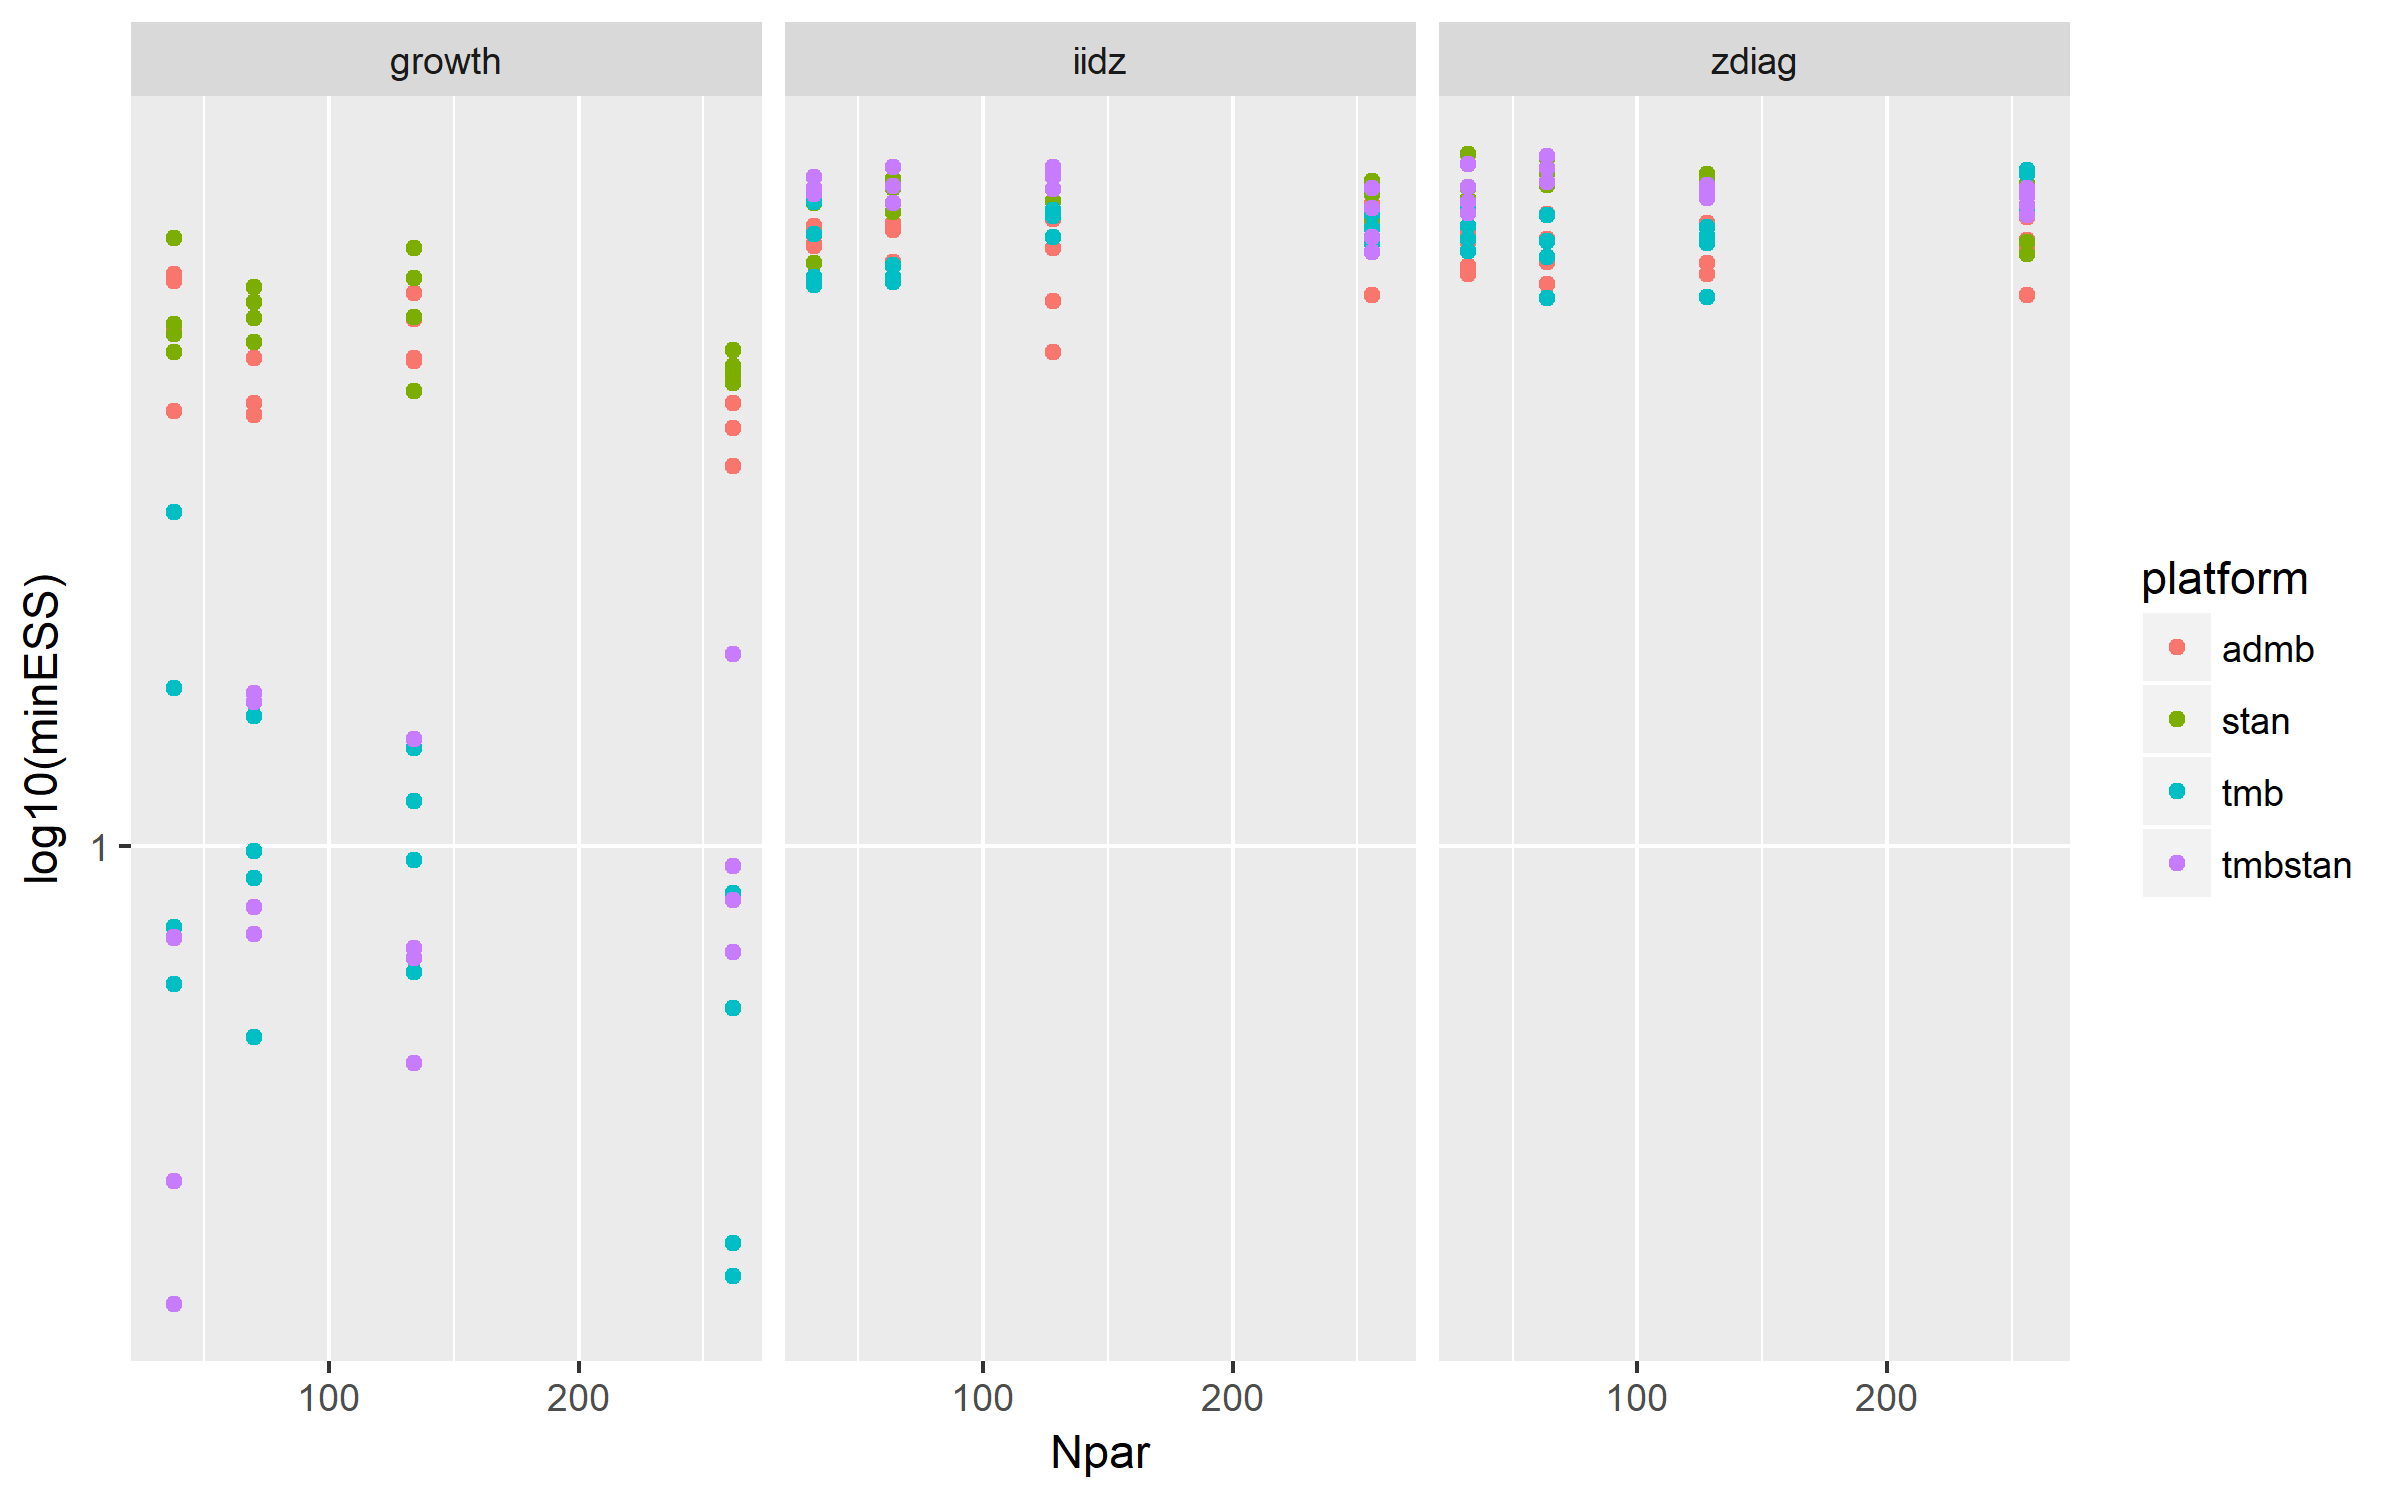 growth
iidz
zdiag
log10(minESS)
1
100
200
100
200
100
200
Npar
platform
admb
stan
tmb
tmbstan